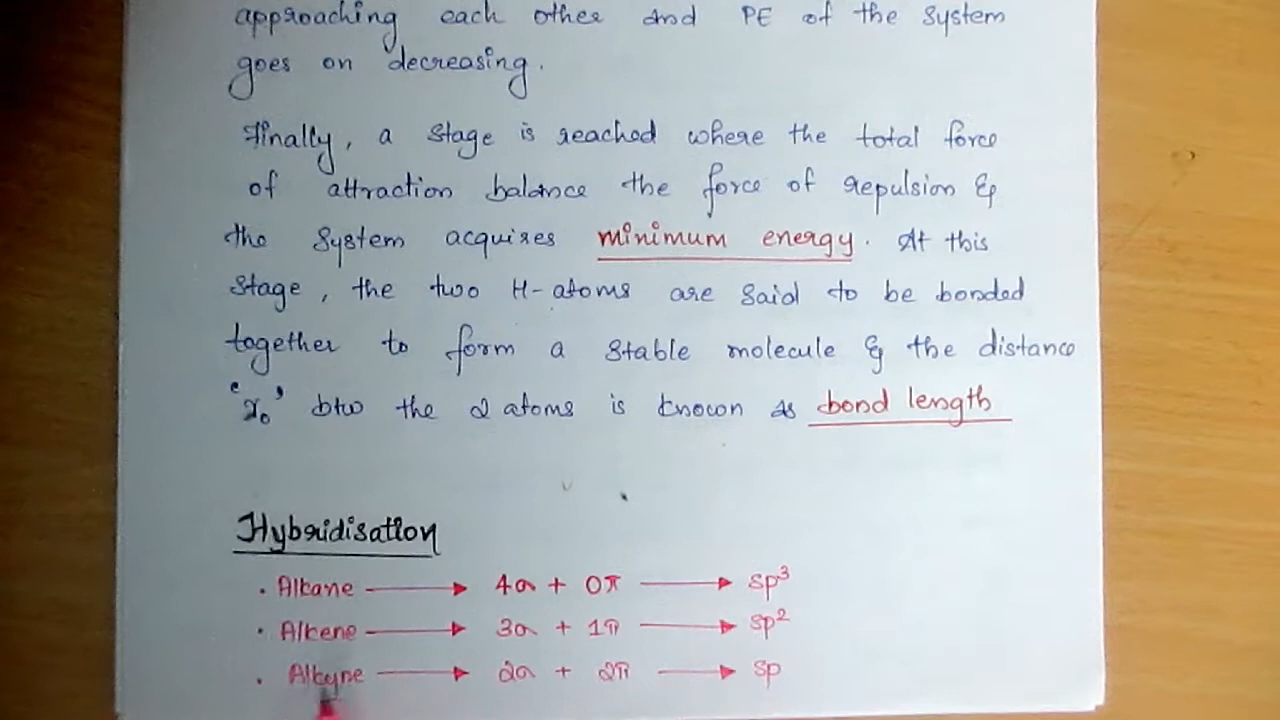 approaching each other and PE of the system
goes on decreasing.
Finally, a stage is reached where the total force
of attraction balance the force of repulsion &
the system acquires minimum energy. At this
stage, the two H-atoms are said to be bonded
together to form a stable molecule & the distance
'r₀' btw the 2 atoms is known as bond length
Hybridisation
. Alkane → 4σ + 0π → sp³
. Alkene → 3σ + 1π → sp²
. Alkyne → 2σ + 2π → sp